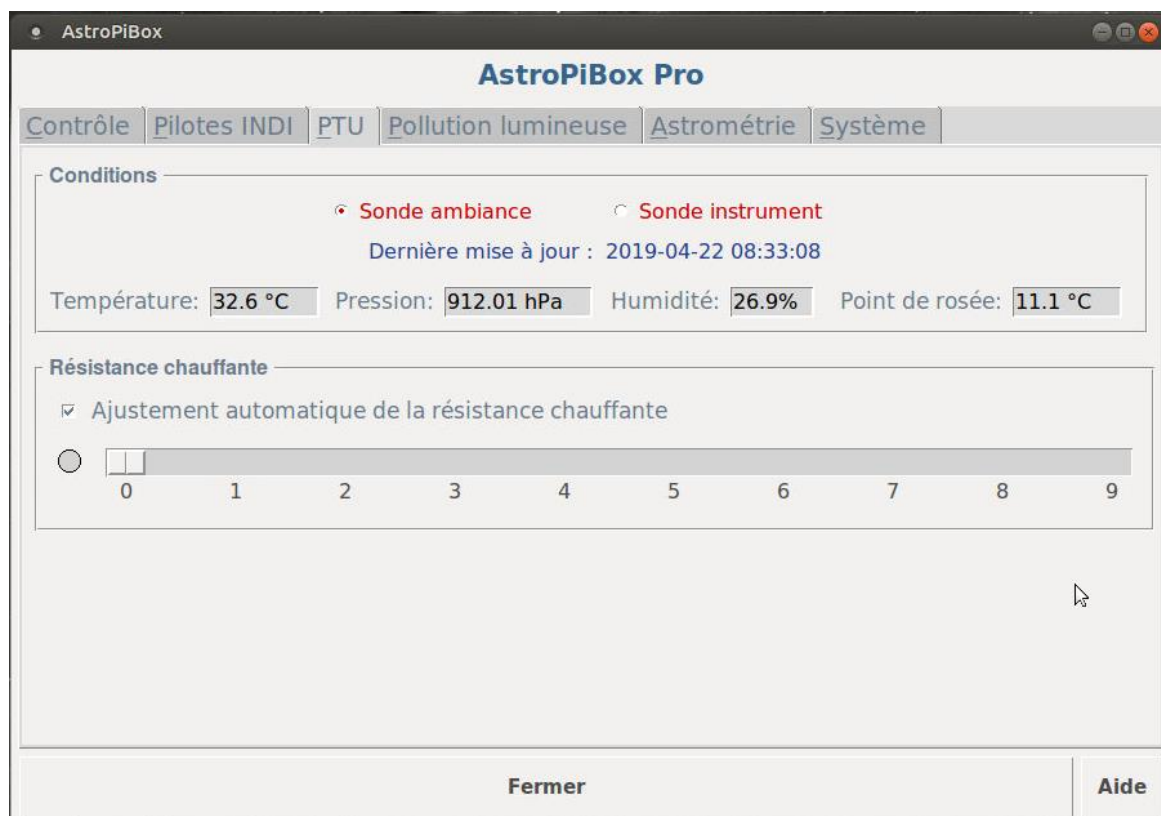 AstroPiBox
AstroPiBox Pro
Contrôle Pilotes INDI PTU Pollution lumineuse Astrométrie Système
Conditions
Sonde ambiance Sonde instrument
Dernière mise à jour : 2019-04-22 08:33:08
Température: 32.6 °C Pression: 912.01 hPa Humidité: 26.9% Point de rosée: 11.1 °C
Résistance chauffante
Ajustement automatique de la résistance chauffante
0 1 2 3 4 5 6 7 8 9
Fermer Aide